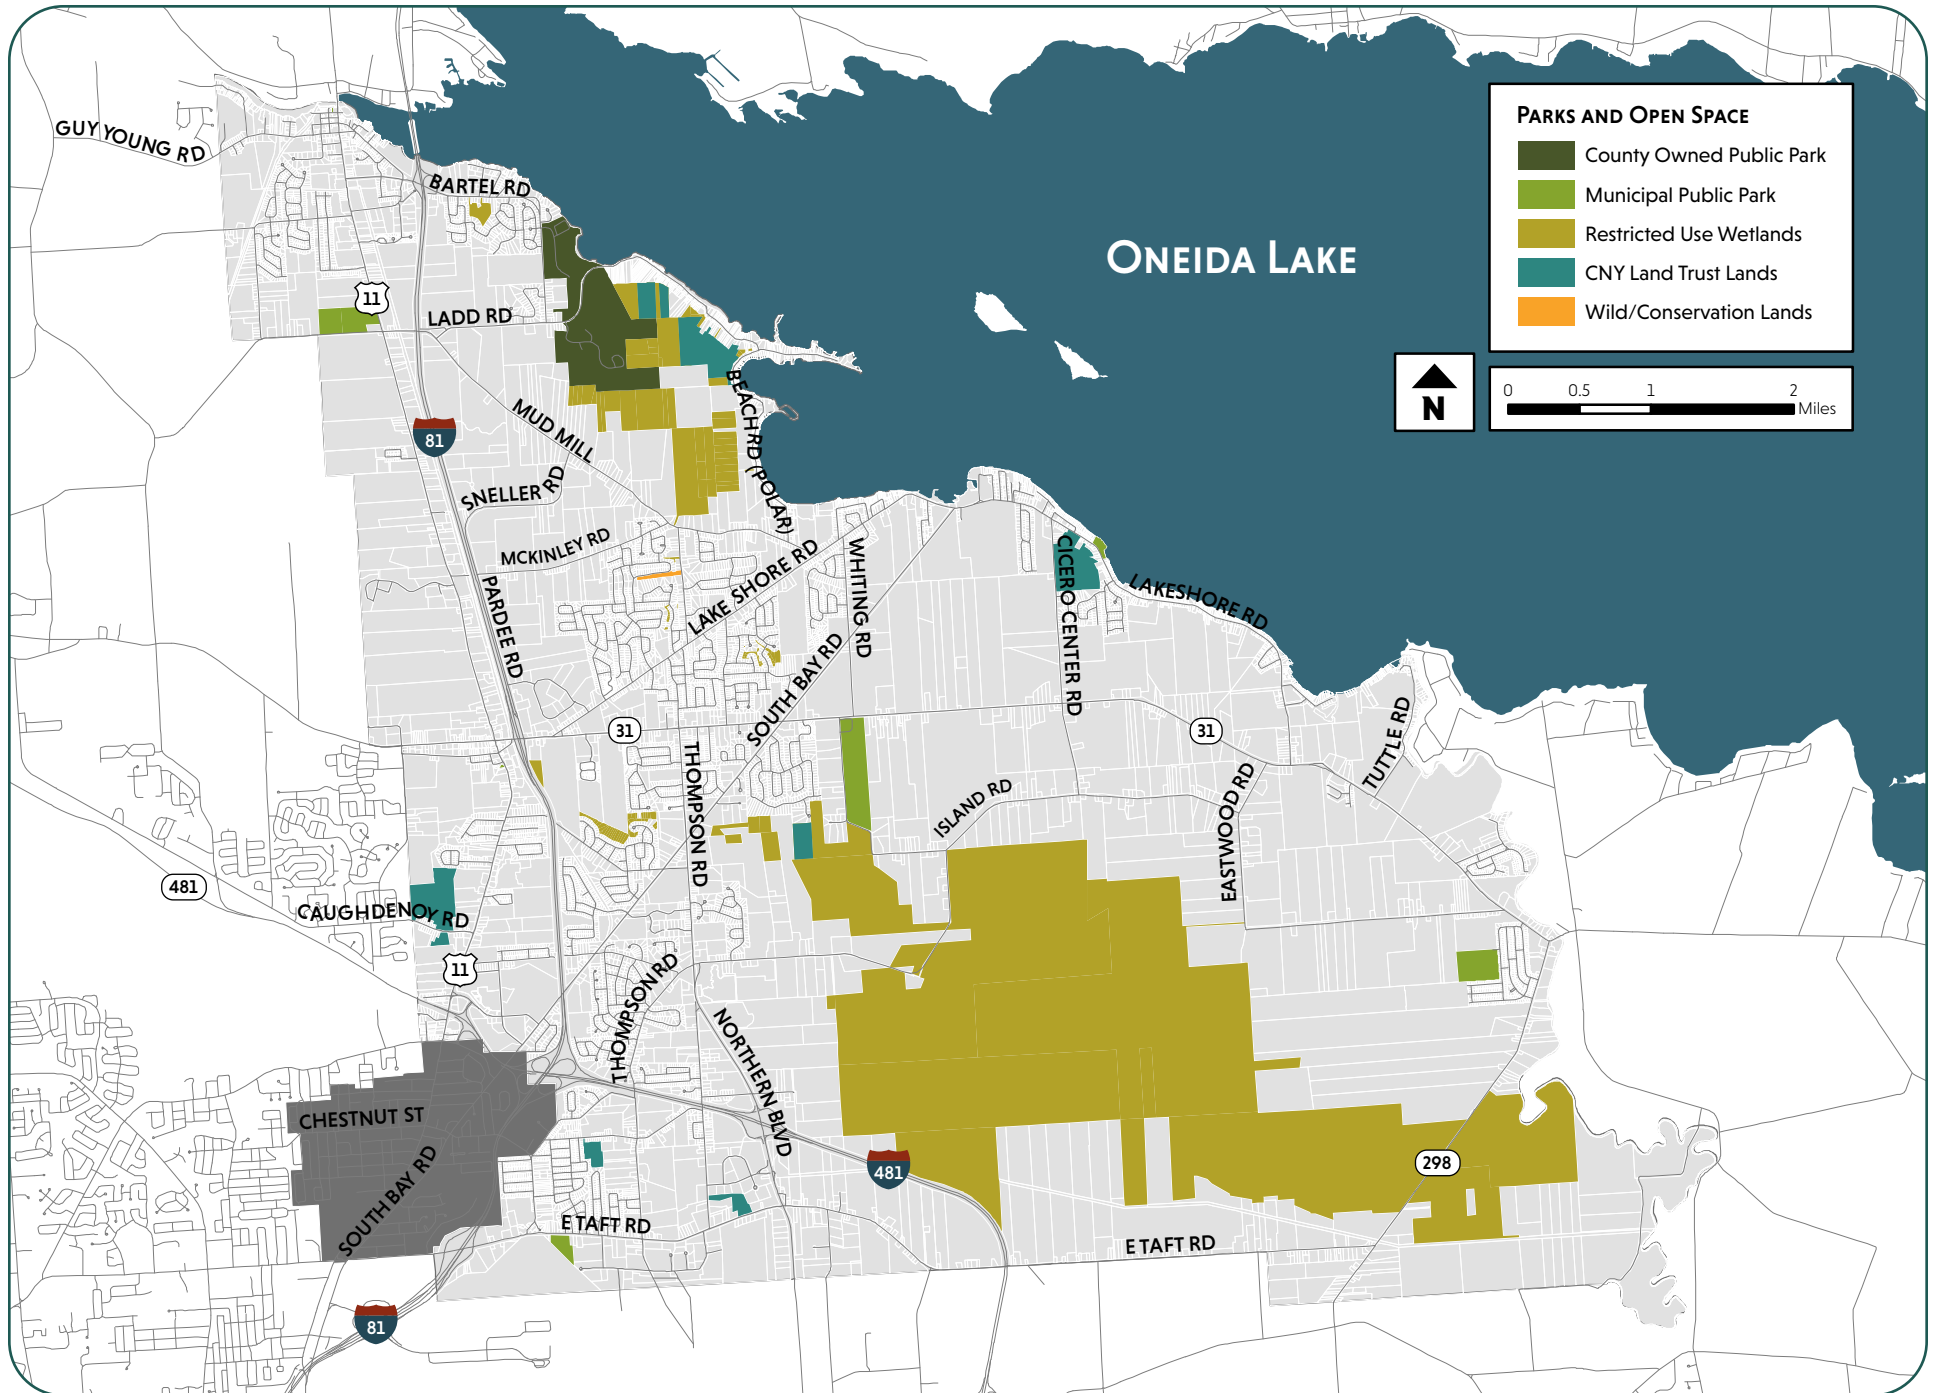 GUY YOUNG RD
BARTEL RD
PARKS AND OPEN SPACE
County Owned Public Park
Municipal Public Park
Restricted Use Wetlands
CNY Land Trust Lands
Wild/Conservation Lands
ONEIDA LAKE
11
LADD RD
N
0 0.5 1 2
Miles
81
MUD MILL
BEACH RD (POLAR)
SNELLER RD
MCKINLEY RD
LAKE SHORE RD
WHITING RD
CICERO CENTER RD
LAKESHORE RD
PARDEE RD
SOUTH BAY RD
31
31
TUTTLE RD
THOMPSON RD
ISLAND RD
EASTWOOD RD
481
CAUGHDENOY RD
11
THOMPSON RD
NORTHERN BLVD
CHESTNUT ST
SOUTH BAY RD
481
298
E TAFT RD
E TAFT RD
81